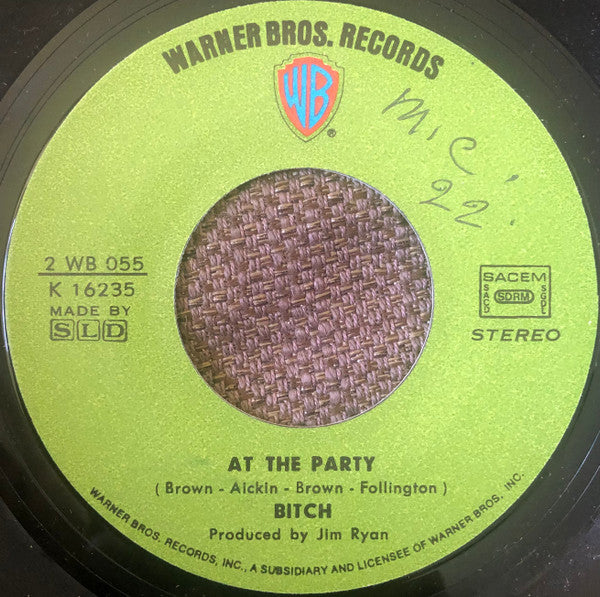 WARNER BROS. RECORDS
WB
®
M.C.
22.
2 WB 055
K 16235
MADE BY
SLD
SACEM
SACD SDRM SGDL
STEREO
AT THE PARTY
( Brown - Aickin - Brown - Follington )
BITCH
Produced by Jim Ryan
WARNER BROS. RECORDS, INC., A SUBSIDIARY AND LICENSEE OF WARNER BROS., INC.